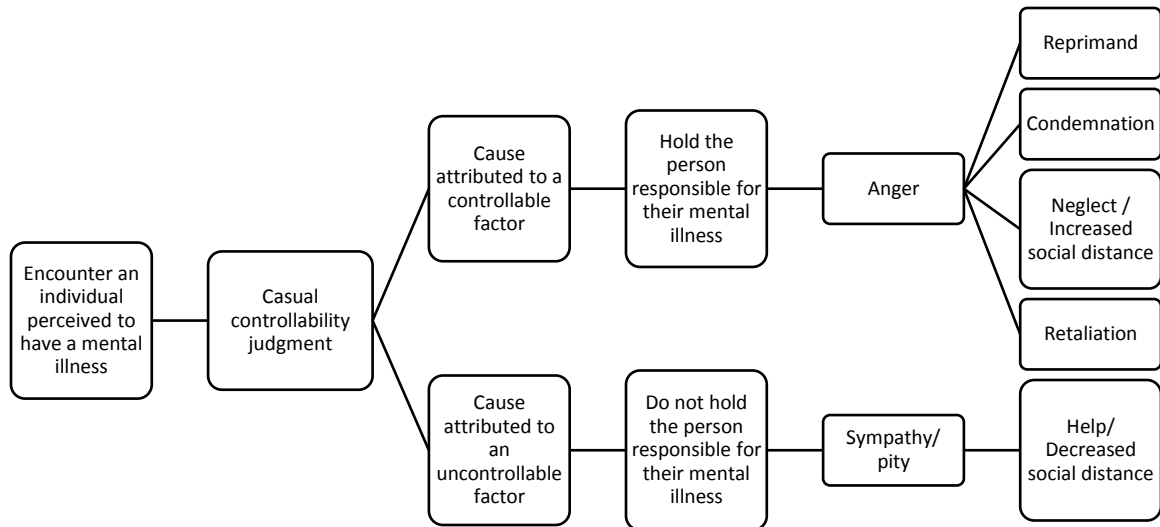 Encounter an
individual
perceived to
have a mental
illness
Casual
controllability
judgment
Cause
attributed to a
controllable
factor
Hold the
person
responsible for
their mental
illness
Anger
Reprimand
Condemnation
Neglect /
Increased
social distance
Retaliation
Cause
attributed to
an
uncontrollable
factor
Do not hold
the person
responsible for
their mental
illness
Sympathy/
pity
Help/
Decreased
social distance